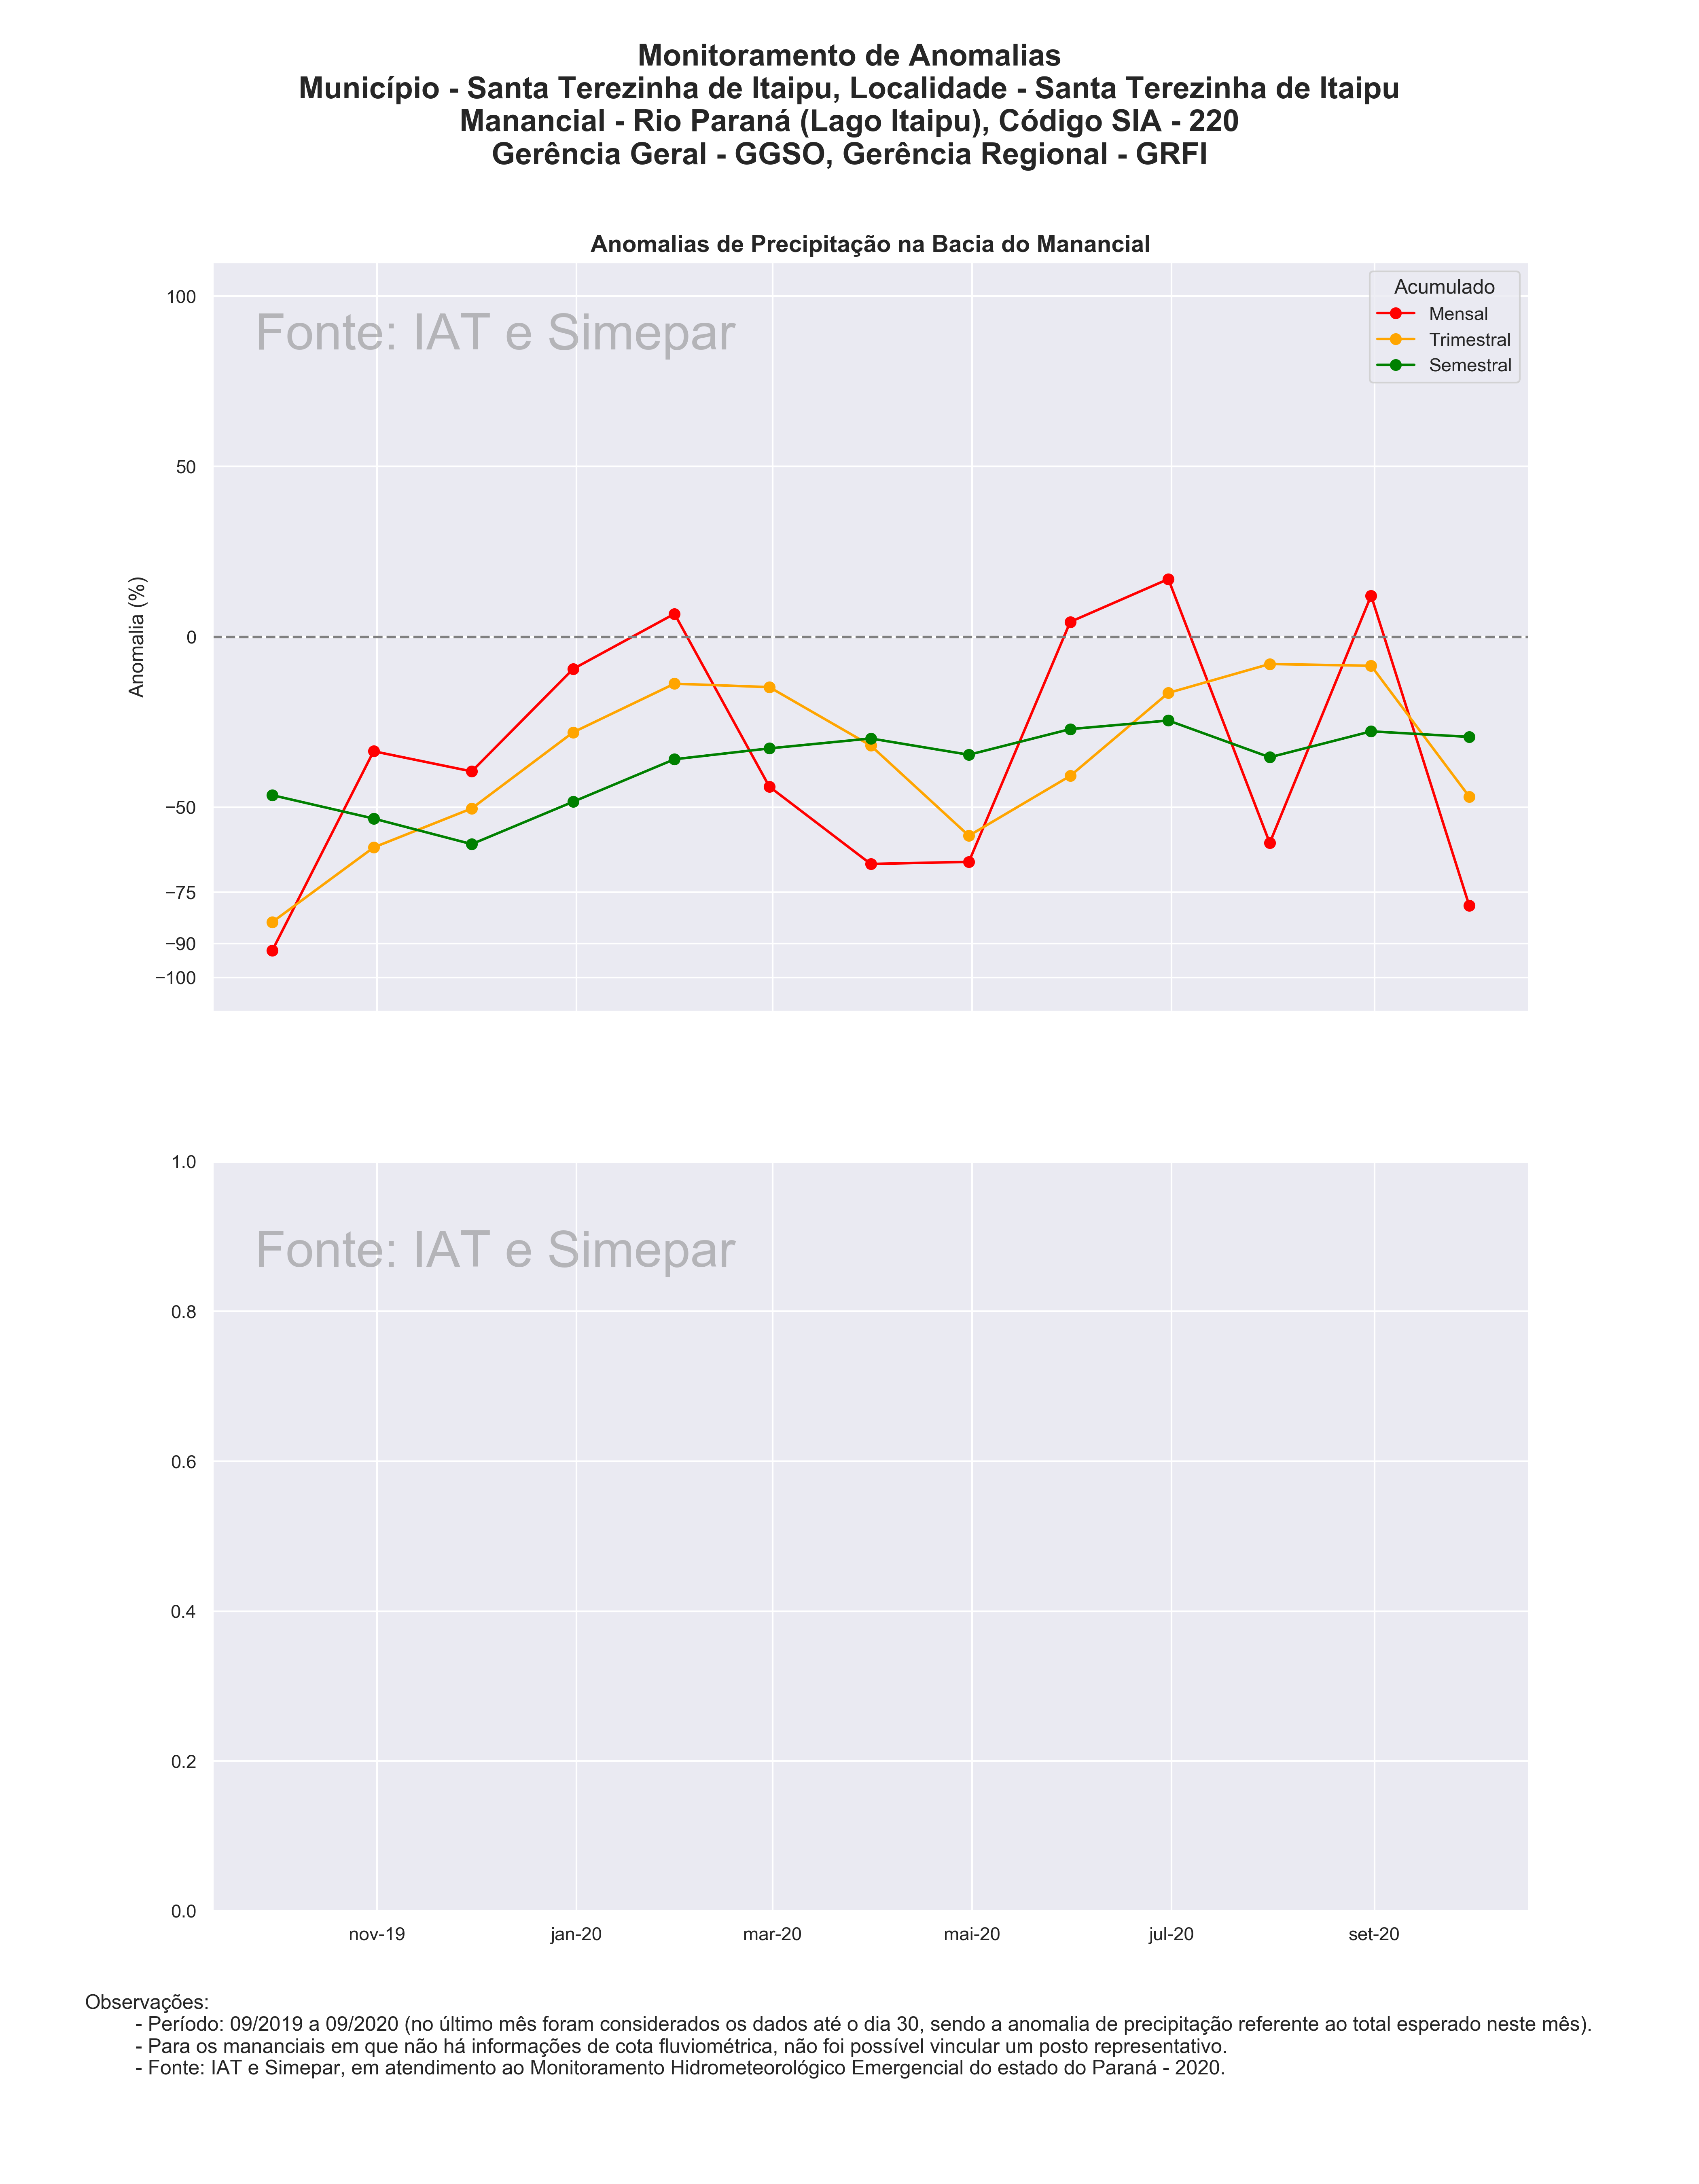 Monitoramento de Anomalias
Município - Santa Terezinha de Itaipu, Localidade - Santa Terezinha de Itaipu
Manancial - Rio Paraná (Lago Itaipu), Código SIA - 220
Gerência Geral - GGSO, Gerência Regional - GRFI
Anomalias de Precipitação na Bacia do Manancial
Fonte: IAT e Simepar
Acumulado
Mensal
Trimestral
Semestral
Anomalia (%)
100
50
0
−50
−75
−90
−100
Fonte: IAT e Simepar
1.0
0.8
0.6
0.4
0.2
0.0
nov-19 jan-20 mar-20 mai-20 jul-20 set-20
Observações:
- Período: 09/2019 a 09/2020 (no último mês foram considerados os dados até o dia 30, sendo a anomalia de precipitação referente ao total esperado neste mês).
- Para os mananciais em que não há informações de cota fluviométrica, não foi possível vincular um posto representativo.
- Fonte: IAT e Simepar, em atendimento ao Monitoramento Hidrometeorológico Emergencial do estado do Paraná - 2020.